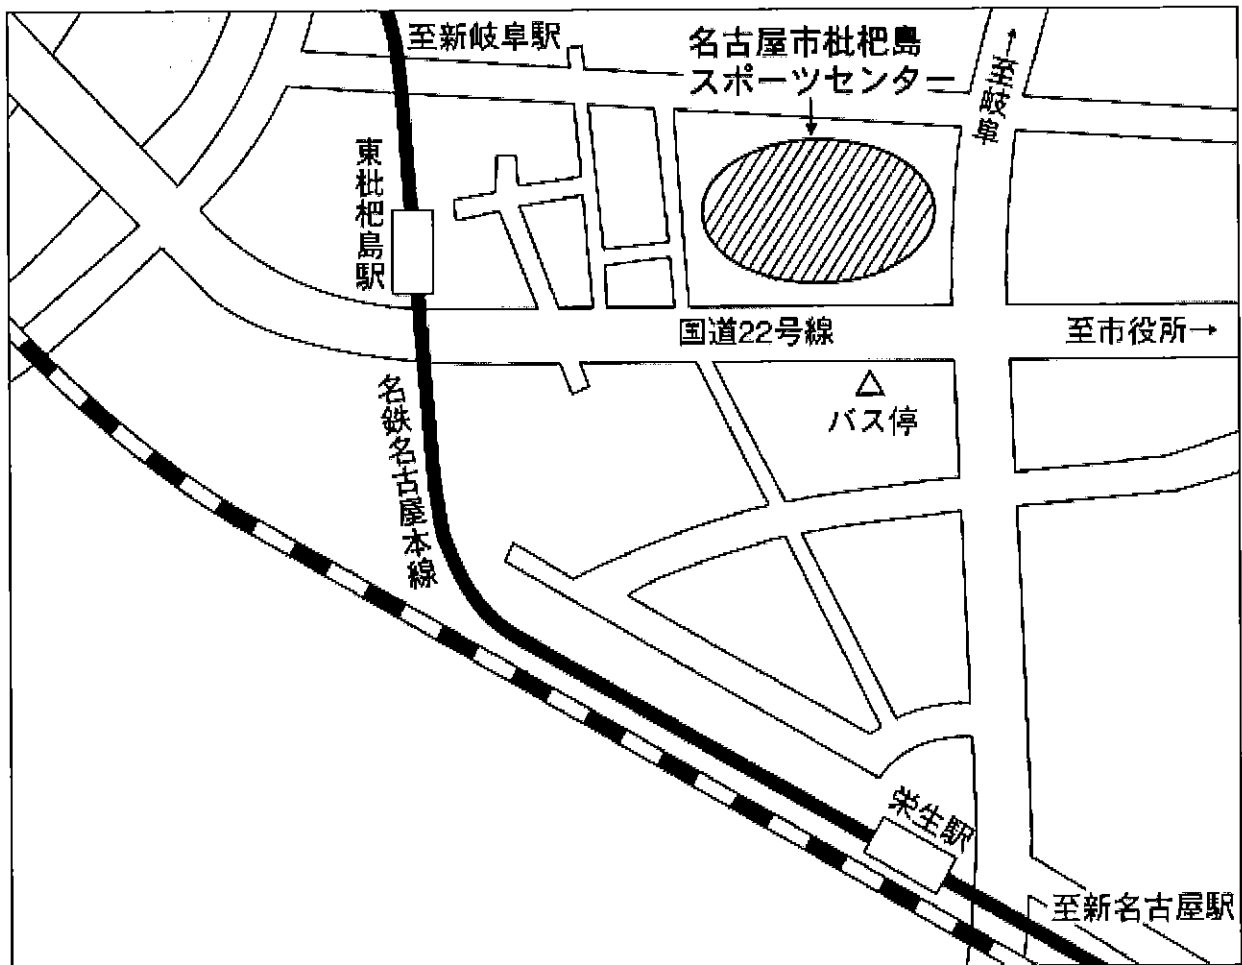 至新岐阜駅
名古屋市枇杷島
スポーツセンター
至岐阜
東枇杷島駅
国道22号線
至市役所→
バス停
名鉄名古屋本線
栄生駅
至新名古屋駅